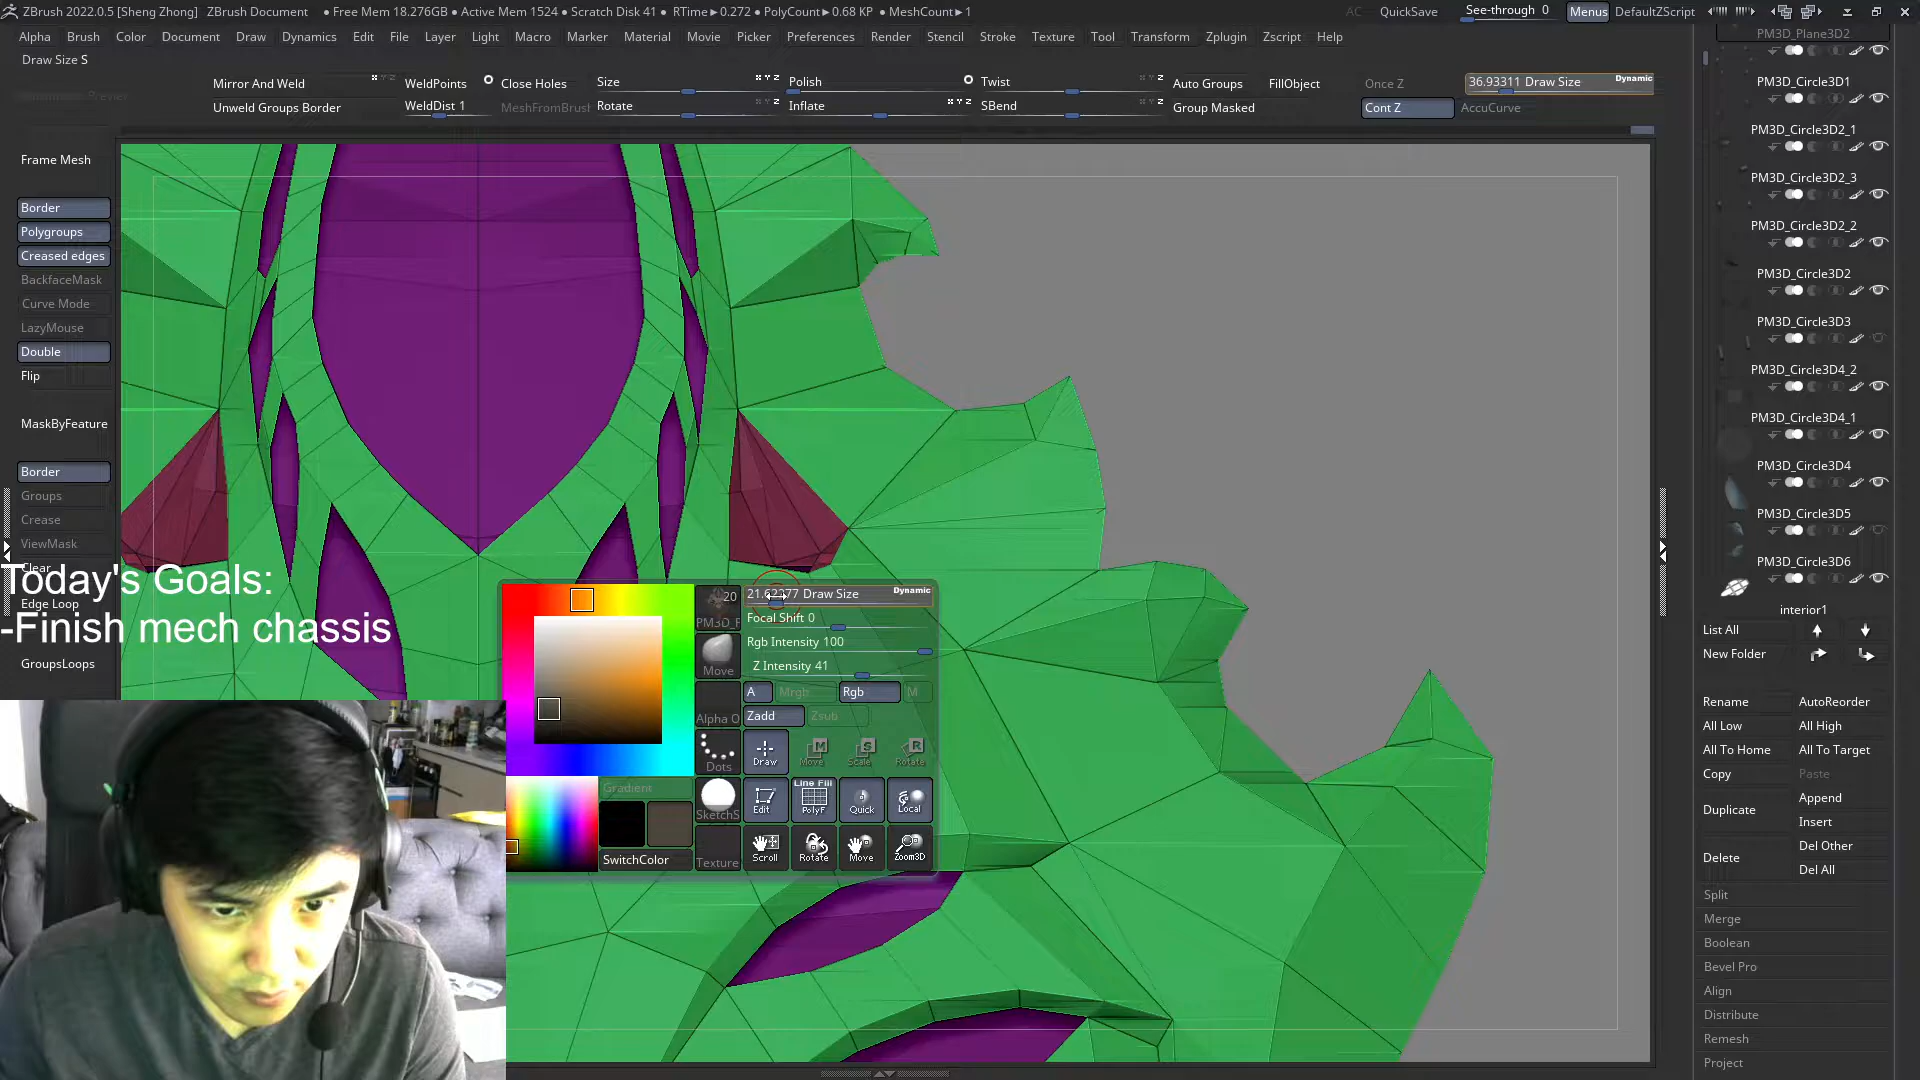 ZBrush 2022.0.5 [Sheng Zhong] ZBrush Document • Free Mem 18.276GB • Active Mem 1524 • Scratch Disk 41 • RTime▸0.272 • PolyCount▸0.68 KP • MeshCount▸1
AC QuickSave See-through 0 Menus DefaultZScript
Alpha Brush Color Document Draw Dynamics Edit File Layer Light Macro Marker Material Movie Picker Preferences Render Stencil Stroke Texture Tool Transform Zplugin Zscript Help
Draw Size S
Mirror And Weld
Unweld Groups Border
WeldPoints
WeldDist 1
Close Holes
MeshFromBrush
Size
Rotate
Polish
Inflate
Twist
SBend
Auto Groups
FillObject
Group Masked
Once Z
Cont Z
36.93311 Draw Size Dynamic
AccuCurve
Frame Mesh
Border
Polygroups
Creased edges
BackfaceMask
Curve Mode
LazyMouse
Double
Flip
MaskByFeature
Border
Groups
Crease
ViewMask
Clear
Today's Goals:
Edge Loop
-Finish mech chassis
GroupsLoops
20
PM3D_P
Move
Alpha O
Dots
SketchS
Texture
21.62277 Draw Size Dynamic
Focal Shift 0
Rgb Intensity 100
Z Intensity 41
A Mrgb Rgb M
Zadd Zsub
Draw Move Scale Rotate
Edit Line Fill PolyF Quick Local
Scroll Rotate Move Zoom3D
Gradient
SwitchColor
PM3D_Plane3D2
PM3D_Circle3D1
PM3D_Circle3D2_1
PM3D_Circle3D2_3
PM3D_Circle3D2_2
PM3D_Circle3D2
PM3D_Circle3D3
PM3D_Circle3D4_2
PM3D_Circle3D4_1
PM3D_Circle3D4
PM3D_Circle3D5
PM3D_Circle3D6
interior1
List All
New Folder
Rename AutoReorder
All Low All High
All To Home All To Target
Copy Paste
Duplicate Append
Insert
Delete Del Other
Del All
Split
Merge
Boolean
Bevel Pro
Align
Distribute
Remesh
Project